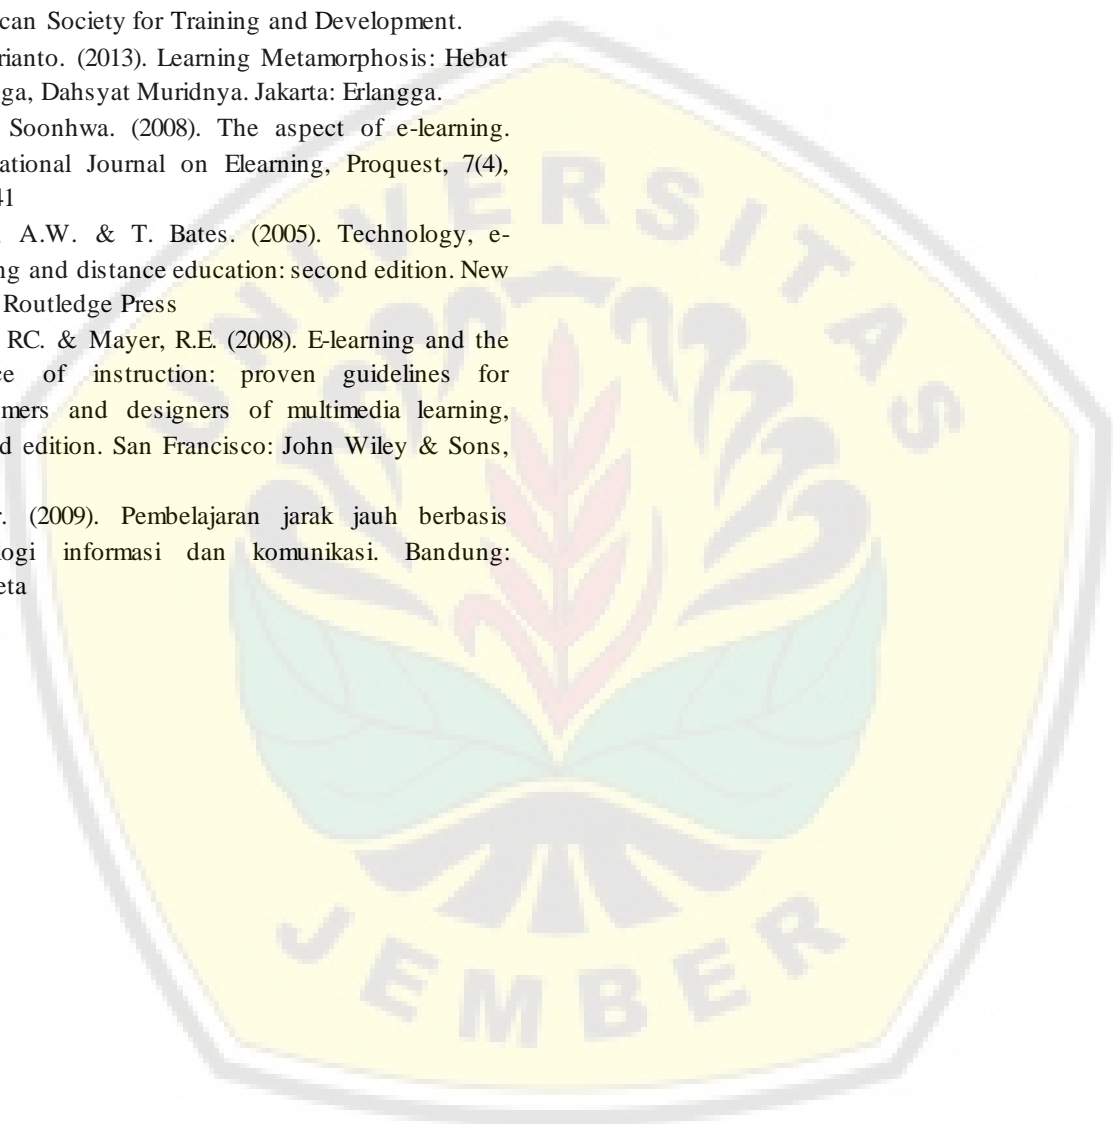 can Society for Training and Development.
rianto. (2013). Learning Metamorphosis: Hebat
ga, Dahsyat Muridnya. Jakarta: Erlangga.
Soonhwa. (2008). The aspect of e-learning.
ational Journal on Elearning, Proquest, 7(4),
41
A.W. & T. Bates. (2005). Technology, e-
ng and distance education: second edition. New
Routledge Press
RC. & Mayer, R.E. (2008). E-learning and the
ce of instruction: proven guidelines for
mers and designers of multimedia learning,
d edition. San Francisco: John Wiley & Sons,
r. (2009). Pembelajaran jarak jauh berbasis
logi informasi dan komunikasi. Bandung:
eta
UNIVERSITAS
JEMBER